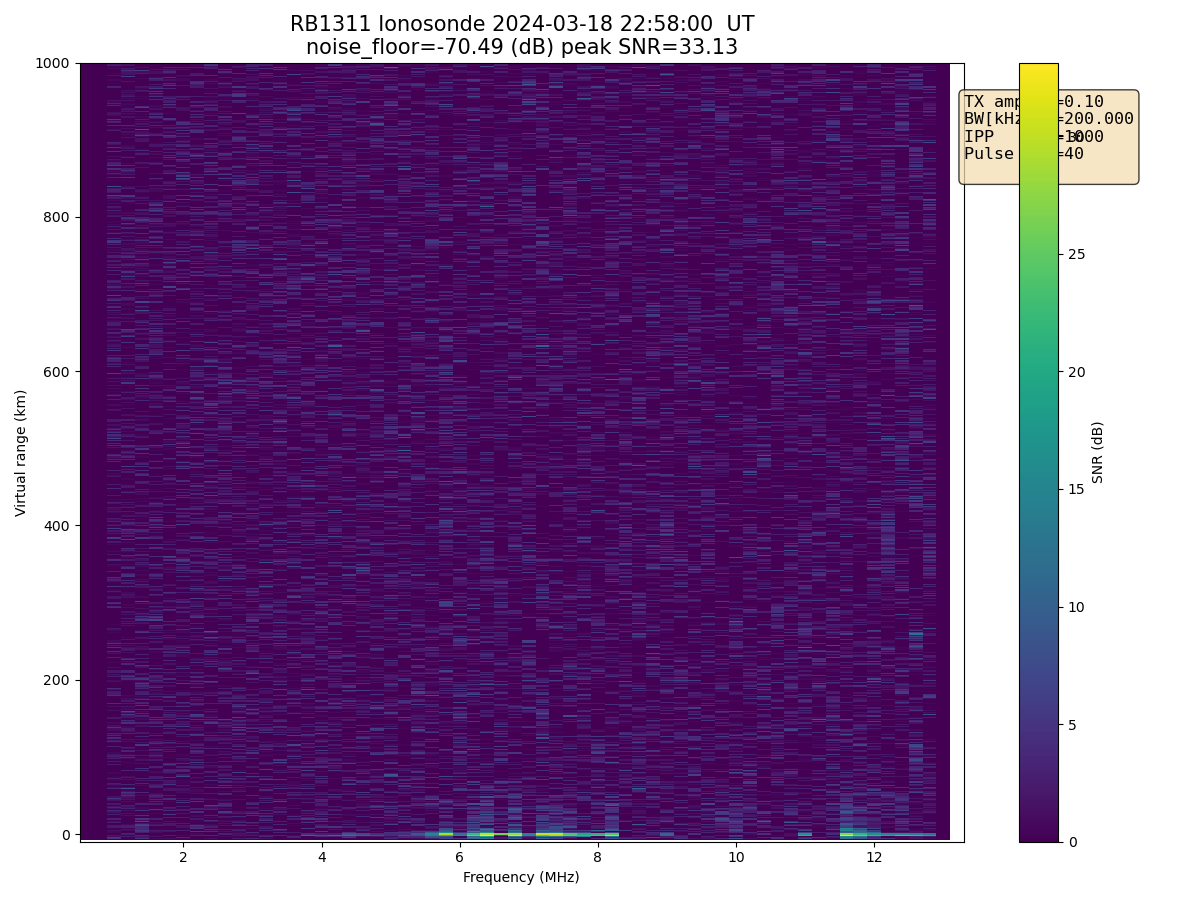 RB1311 Ionosonde 2024-03-18 22:58:00 UT
noise_floor=-70.49 (dB) peak SNR=33.13
1000
800
600
400
200
0
Virtual range (km)
2
4
6
8
10
12
Frequency (MHz)
TX amp =0.10
BW[kHz =200.000
IPP =1000
Pulse =40
25
20
15
10
5
0
SNR (dB)